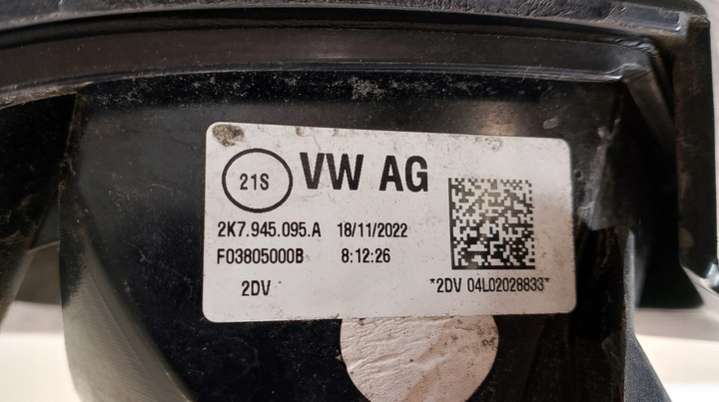 21S VW AG
2K7.945.095.A 18/11/2022
F03805000B 8:12:26
2DV *2DV 04L02028833*